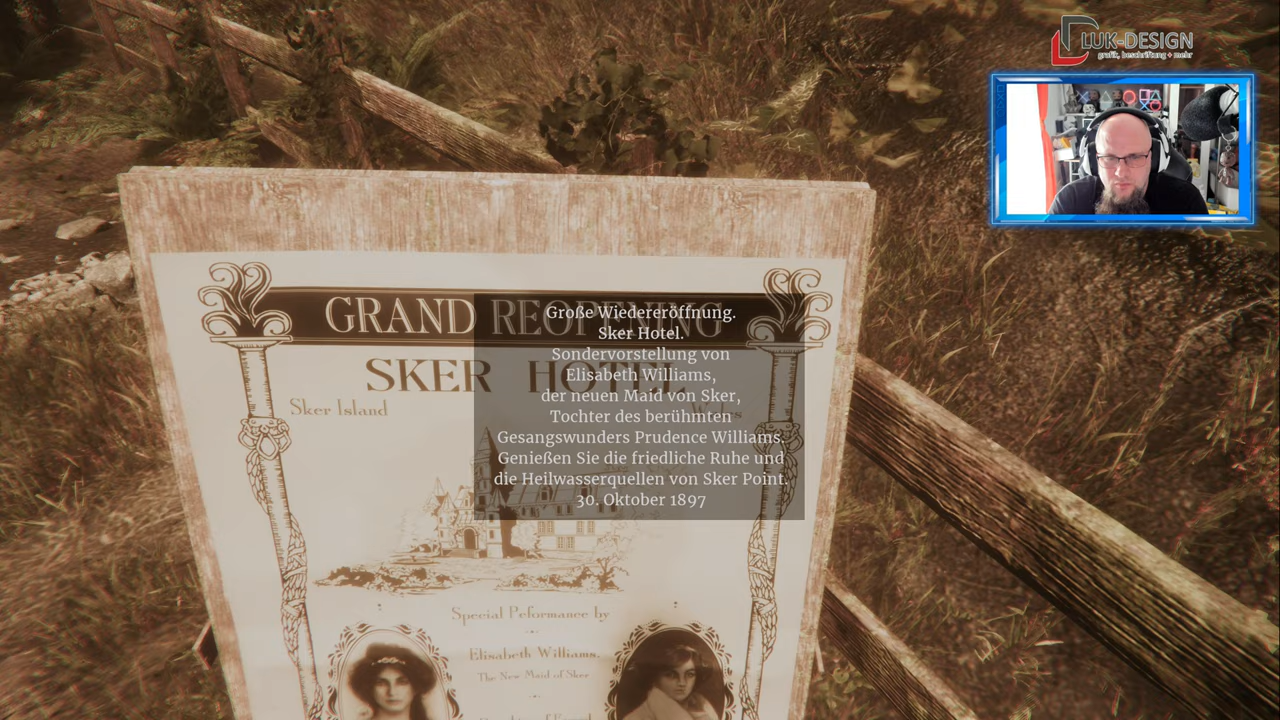 LUK-DESIGN
grafik, beschriftung + mehr
GRAND REOPENING
SKER HOTEL
Sker Island
Große Wiedereröffnung.
Sker Hotel.
Sondervorstellung von
Elisabeth Williams,
der neuen Maid von Sker,
Tochter des berühmten
Gesangswunders Prudence Williams.
Genießen Sie die friedliche Ruhe und
die Heilwasserquellen von Sker Point.
30. Oktober 1897
Special Peformance by
Elisabeth Williams.
The New Maid of Sker